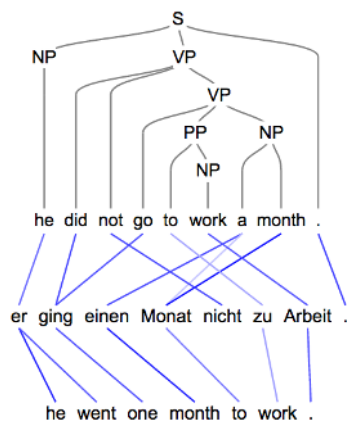 S
NP VP
VP
PP NP
NP
he did not go to work a month .
er ging einen Monat nicht zu Arbeit .
he went one month to work .